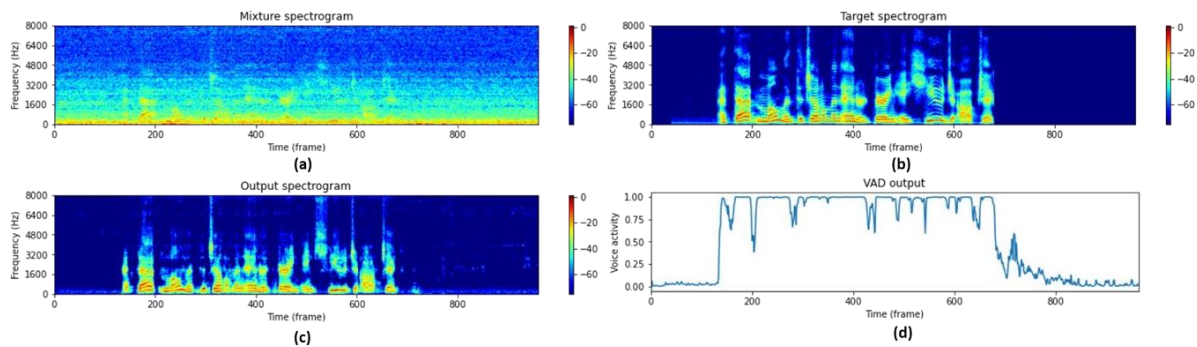 Mixture spectrogram
8000
6400
4800
3200
1600
0
Frequency (Hz)
0 200 400 600 800
Time (frame)
0
−20
−40
−60
(a)
Target spectrogram
8000
6400
4800
3200
1600
0
Frequency (Hz)
0 200 400 600 800
Time (frame)
0
−20
−40
−60
(b)
Output spectrogram
8000
6400
4800
3200
1600
0
Frequency (Hz)
0 200 400 600 800
Time (frame)
0
−20
−40
−60
(c)
VAD output
1.00
0.75
0.50
0.25
0.00
Voice activity
0 200 400 600 800
Time (frame)
(d)